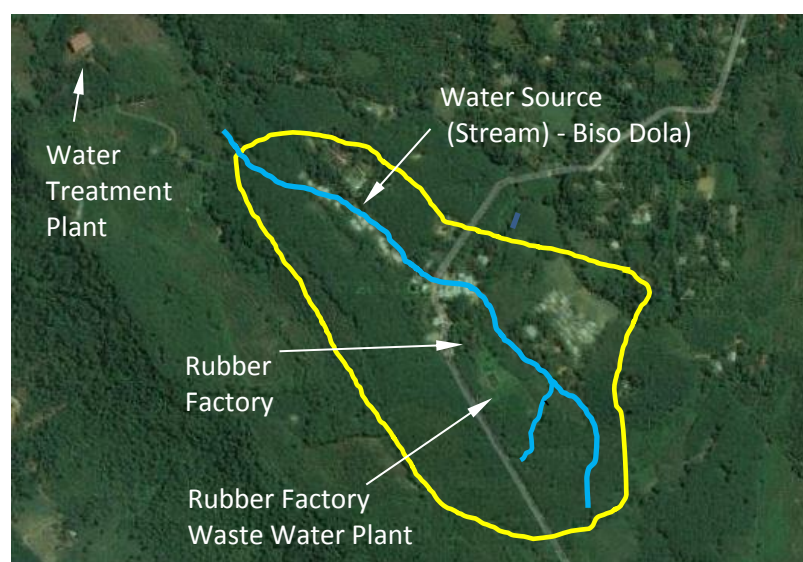 Water Source
(Stream) - Biso Dola)
Water
Treatment
Plant
Rubber
Factory
Rubber Factory
Waste Water Plant